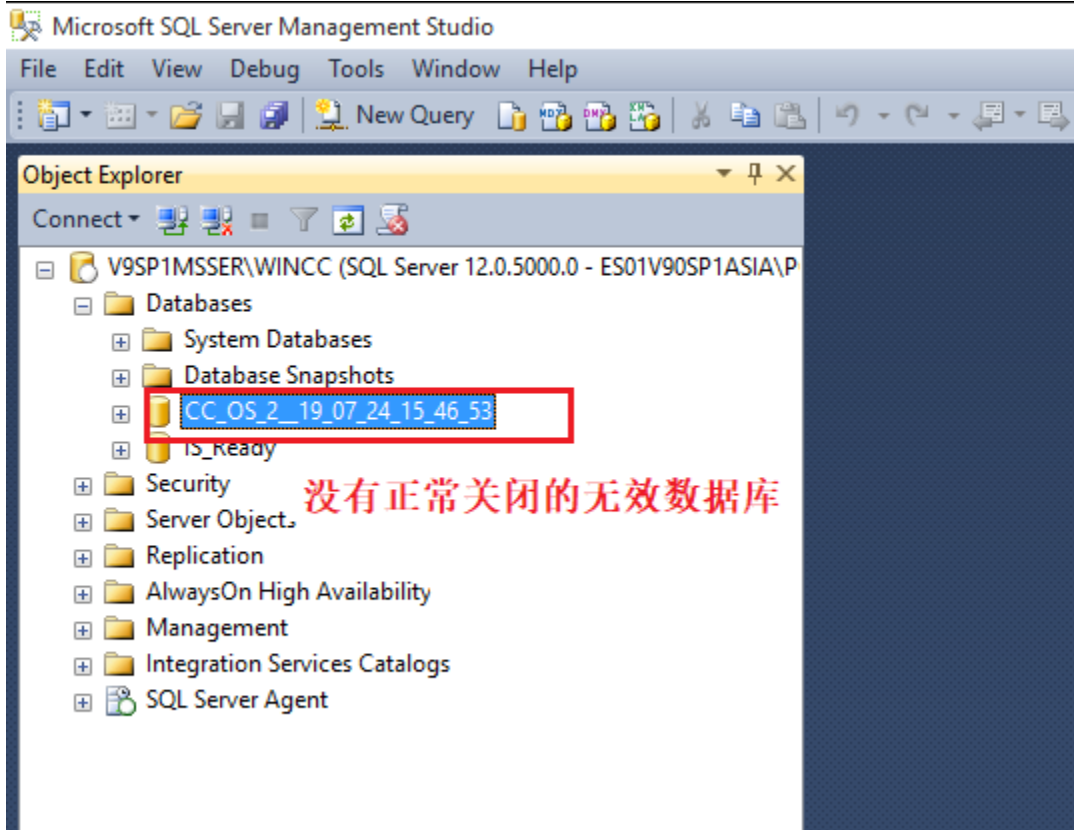 Microsoft SQL Server Management Studio
File Edit View Debug Tools Window Help
New Query
Object Explorer
Connect
V9SP1MSSER\WINCC (SQL Server 12.0.5000.0 - ES01V90SP1ASIA\P
Databases
System Databases
Database Snapshots
CC_OS_2__19_07_24_15_46_53
IS_Ready
Security
没有正常关闭的无效数据库
Server Objects
Replication
AlwaysOn High Availability
Management
Integration Services Catalogs
SQL Server Agent